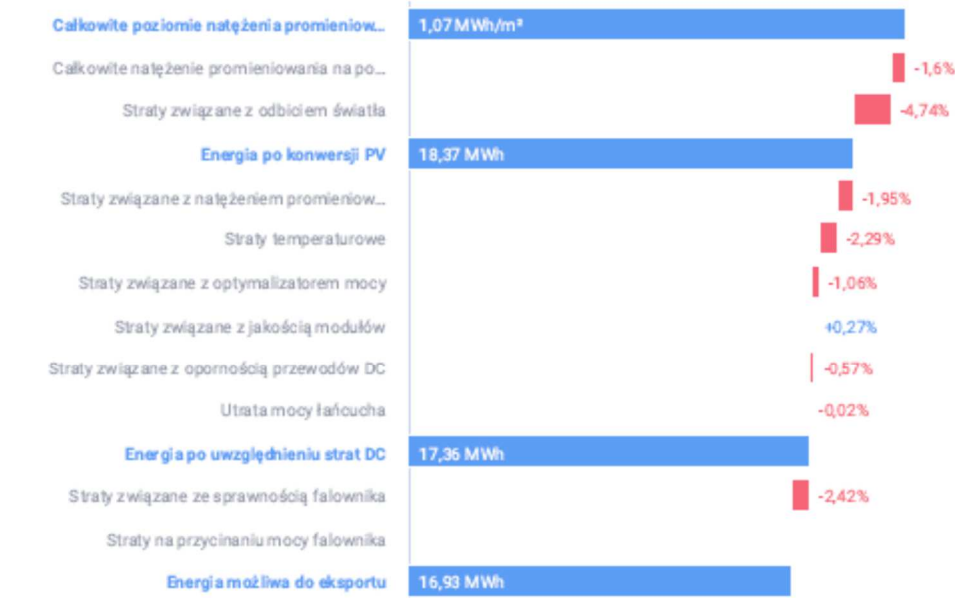 Całkowite poziomie natężenia promieniow...
1,07 MWh/m²
Całkowite natężenie promieniowania na po...
-1,6%
Straty związane z odbiciem światła
-4,74%
Energia po konwersji PV
18,37 MWh
Straty związane z natężeniem promieniow...
-1,95%
Straty temperaturowe
-2,29%
Straty związane z optymalizatorem mocy
-1,06%
Straty związane z jakością modułów
+0,27%
Straty związane z opornością przewodów DC
-0,57%
Utrata mocy łańcucha
-0,02%
Energia po uwzględnieniu strat DC
17,36 MWh
Straty związane ze sprawnością falownika
-2,42%
Straty na przycinaniu mocy falownika
Energia możliwa do eksportu
16,93 MWh